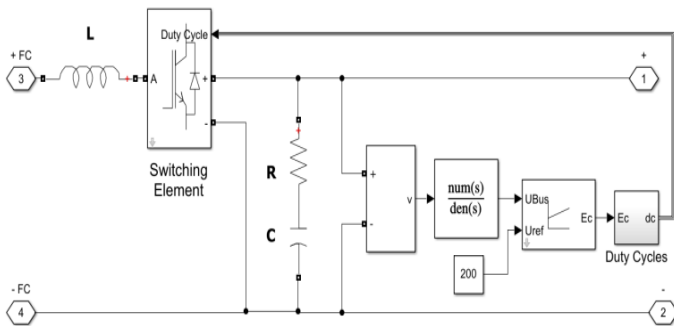 L
Duty Cycle
+ FC
3
+
A
+
-
+
1
Switching
Element
R
C
+
-
v
num(s)
den(s)
UBus
Uref
Ec
Ec
dc
Duty Cycles
200
- FC
4
-
2